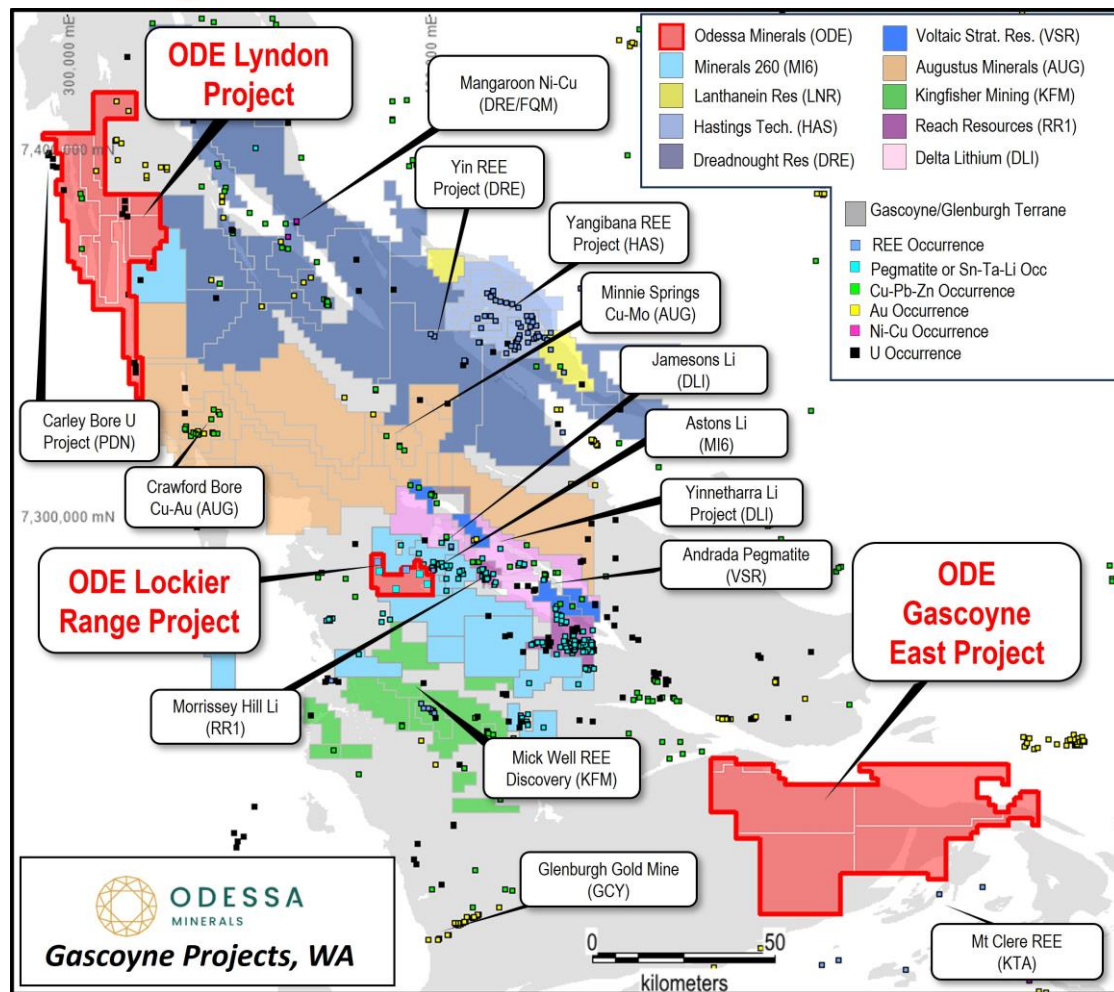 300,000 mE
ODE Lyndon
Project
7,400,000 mN
Mangaroon Ni-Cu
(DRE/FQM)
Yin REE
Project (DRE)
Yangibana REE
Project (HAS)
Minnie Springs
Cu-Mo (AUG)
Jamesons Li
(DLI)
Astons Li
(MI6)
Yinnetharra Li
Project (DLI)
Andrada Pegmatite
(VSR)
Odessa Minerals (ODE)
Minerals 260 (MI6)
Lanthanein Res (LNR)
Hastings Tech. (HAS)
Dreadnought Res (DRE)
Voltaic Strat. Res. (VSR)
Augustus Minerals (AUG)
Kingfisher Mining (KFM)
Reach Resources (RR1)
Delta Lithium (DLI)
Gascoyne/Glenburgh Terrane
REE Occurrence
Pegmatite or Sn-Ta-Li Occ
Cu-Pb-Zn Occurrence
Au Occurrence
Ni-Cu Occurrence
U Occurrence
Carley Bore U
Project (PDN)
Crawford Bore
Cu-Au (AUG)
7,300,000 mN
ODE Lockier
Range Project
ODE
Gascoyne
East Project
Morrissey Hill Li
(RR1)
Mick Well REE
Discovery (KFM)
Glenburgh Gold Mine
(GCY)
Mt Clere REE
(KTA)
ODESSA
MINERALS
Gascoyne Projects, WA
0 50
kilometers